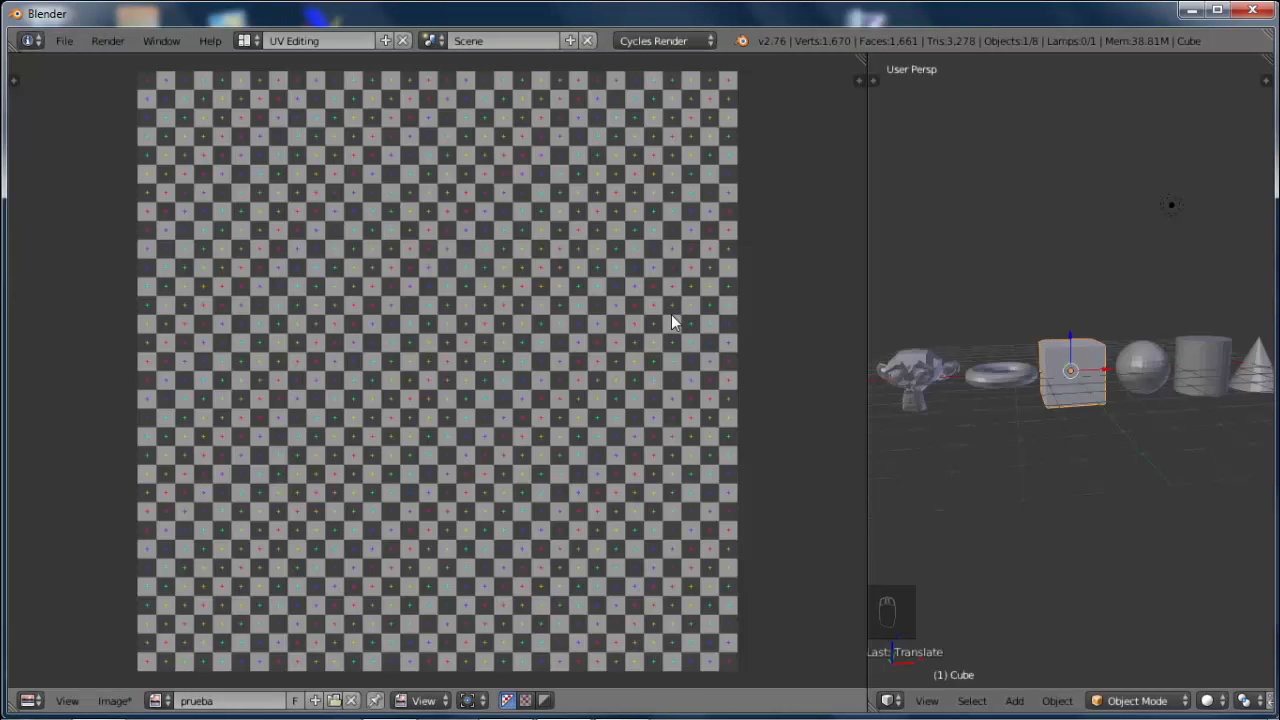 Blender
File Render Window Help UV Editing Scene Cycles Render v2.76 | Verts:1,670 | Faces:1,661 | Tris:3,278 | Objects:1/8 | Lamps:0/1 | Mem:38.81M | Cube
User Persp
Last: Translate
(1) Cube
View Image* prueba F View View Select Add Object Object Mode